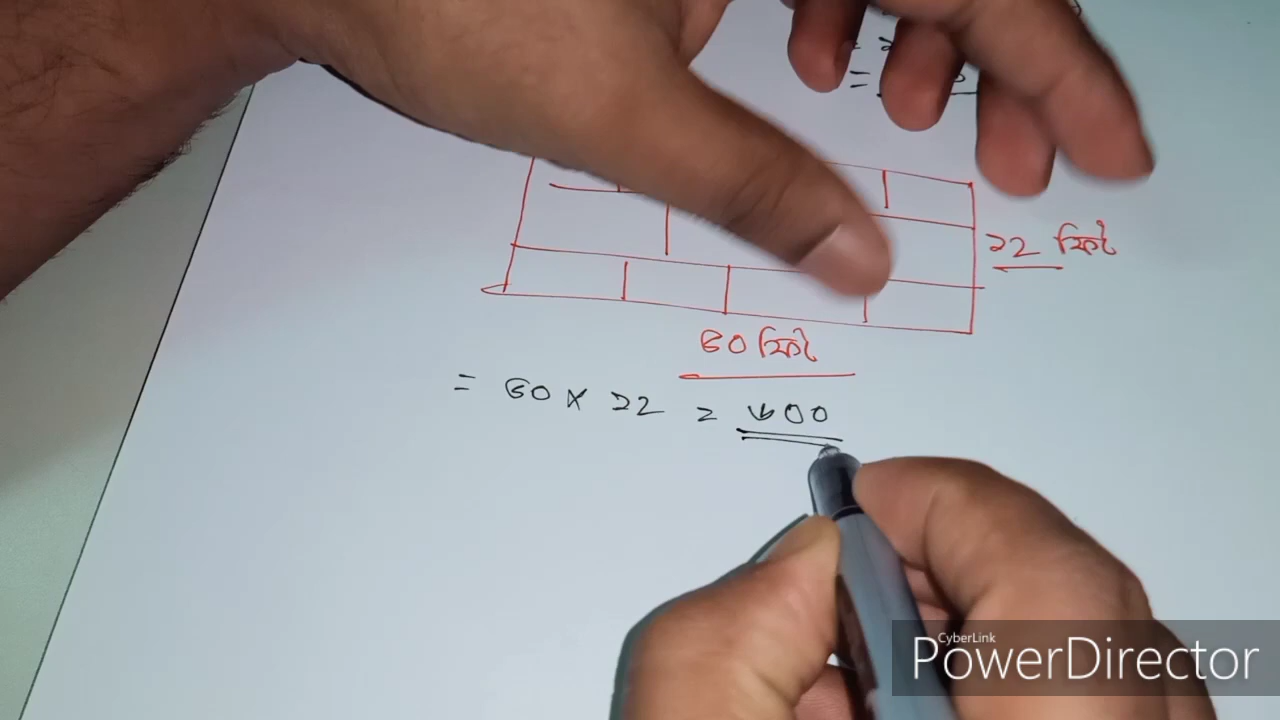 ১২ ফিট
৫০ ফিট
= ৫০ × ১২ = ৬০০
CyberLink
PowerDirector